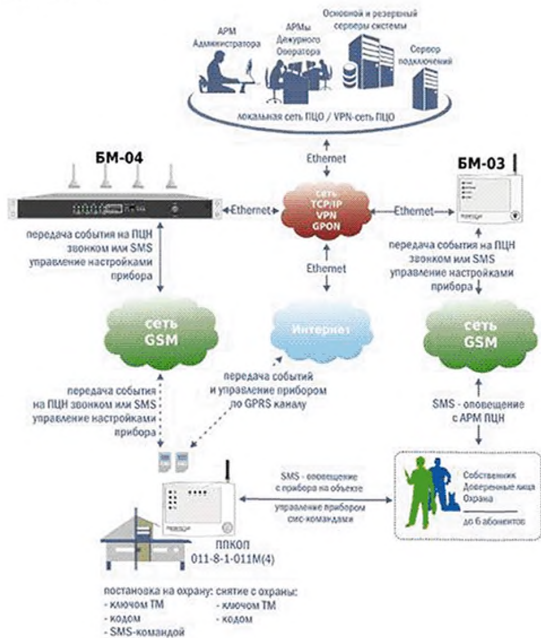 АРМ
Администратора
АРМы
Дежурного
Оператора
Основной и резервный
серверы системы
Сервер
подключений
локальная сеть ПЦО / VPN-сеть ПЦО
Ethernet
БМ-04
БМ-03
Ethernet
сеть
TCP/IP
VPN
GPON
Ethernet
передача события на ПЦН
звонком или SMS
управление настройками
прибора
Ethernet
передача события на ПЦН
звонком или SMS
управление настройками
прибора
сеть
GSM
Интернет
сеть
GSM
передача события
на ПЦН звонком или SMS
управление настройками
прибора
передача событий
и управление прибором
по GPRS каналу
SMS - оповещение
с АРМ ПЦН
SMS - оповещение
с прибора на объекте
управление прибором
смс-командами
Собственник
Доверенные лица
Охрана
до 6 абонентов
ППКОП
011-8-1-011М(4)
постановка на охрану: снятие с охраны:
- ключом ТМ - ключом ТМ
- кодом - кодом
- SMS-командой